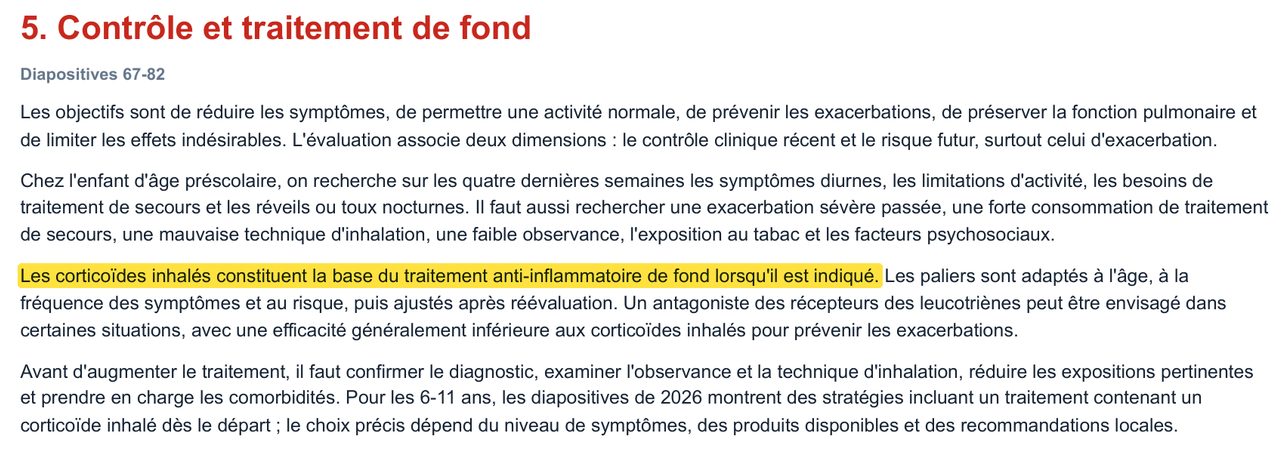 5. Contrôle et traitement de fond
Diapositives 67-82
Les objectifs sont de réduire les symptômes, de permettre une activité normale, de prévenir les exacerbations, de préserver la fonction pulmonaire et
de limiter les effets indésirables. L'évaluation associe deux dimensions : le contrôle clinique récent et le risque futur, surtout celui d'exacerbation.
Chez l'enfant d'âge préscolaire, on recherche sur les quatre dernières semaines les symptômes diurnes, les limitations d'activité, les besoins de
traitement de secours et les réveils ou toux nocturnes. Il faut aussi rechercher une exacerbation sévère passée, une forte consommation de traitement
de secours, une mauvaise technique d'inhalation, une faible observance, l'exposition au tabac et les facteurs psychosociaux.
Les corticoïdes inhalés constituent la base du traitement anti-inflammatoire de fond lorsqu'il est indiqué. Les paliers sont adaptés à l'âge, à la
fréquence des symptômes et au risque, puis ajustés après réévaluation. Un antagoniste des récepteurs des leucotriènes peut être envisagé dans
certaines situations, avec une efficacité généralement inférieure aux corticoïdes inhalés pour prévenir les exacerbations.
Avant d'augmenter le traitement, il faut confirmer le diagnostic, examiner l'observance et la technique d'inhalation, réduire les expositions pertinentes
et prendre en charge les comorbidités. Pour les 6-11 ans, les diapositives de 2026 montrent des stratégies incluant un traitement contenant un
corticoïde inhalé dès le départ ; le choix précis dépend du niveau de symptômes, des produits disponibles et des recommandations locales.